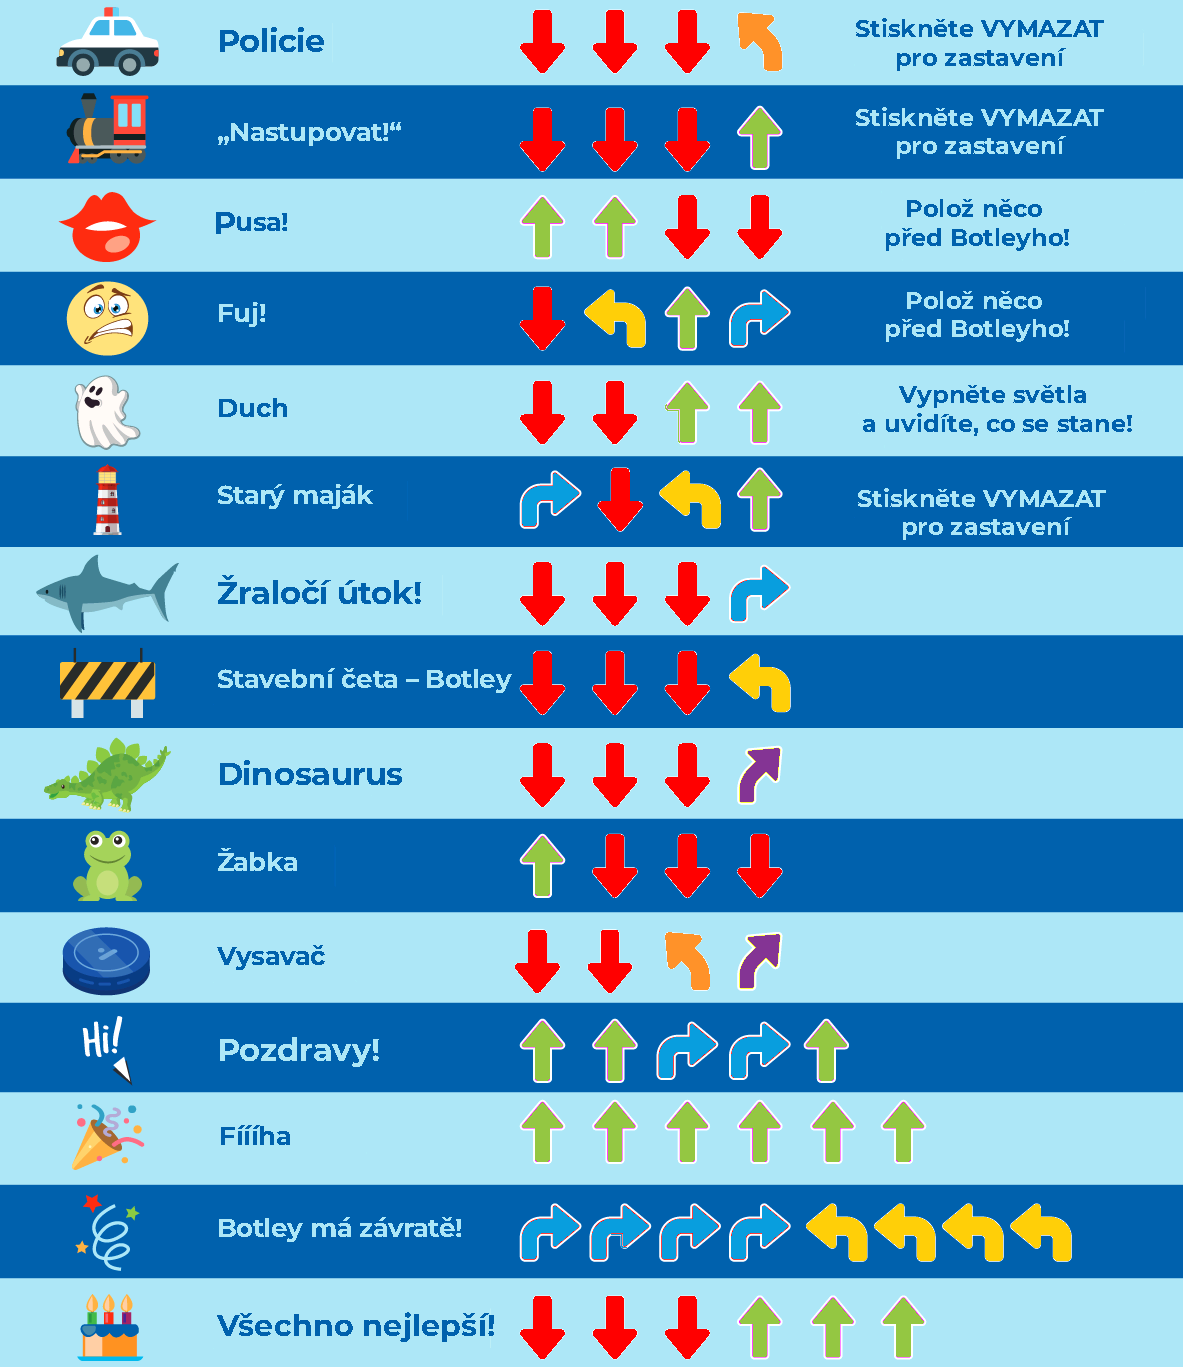 Policie
Stiskněte VYMAZAT
pro zastavení
„Nastupovat!“
Stiskněte VYMAZAT
pro zastavení
Pusa!
Polož něco
před Botleyho!
Fuj!
Polož něco
před Botleyho!
Duch
Vypněte světla
a uvidíte, co se stane!
Starý maják
Stiskněte VYMAZAT
pro zastavení
Žraločí útok!
Stavební četa – Botley
Dinosaurus
Žabka
Vysavač
Hi!
Pozdravy!
Fíííha
Botley má závratě!
Všechno nejlepší!